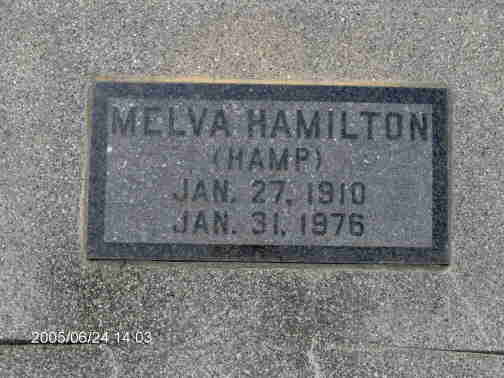 MELVA HAMILTON
(HAMP)
JAN. 27, 1910
JAN. 31, 1976
2005/06/24 14:03